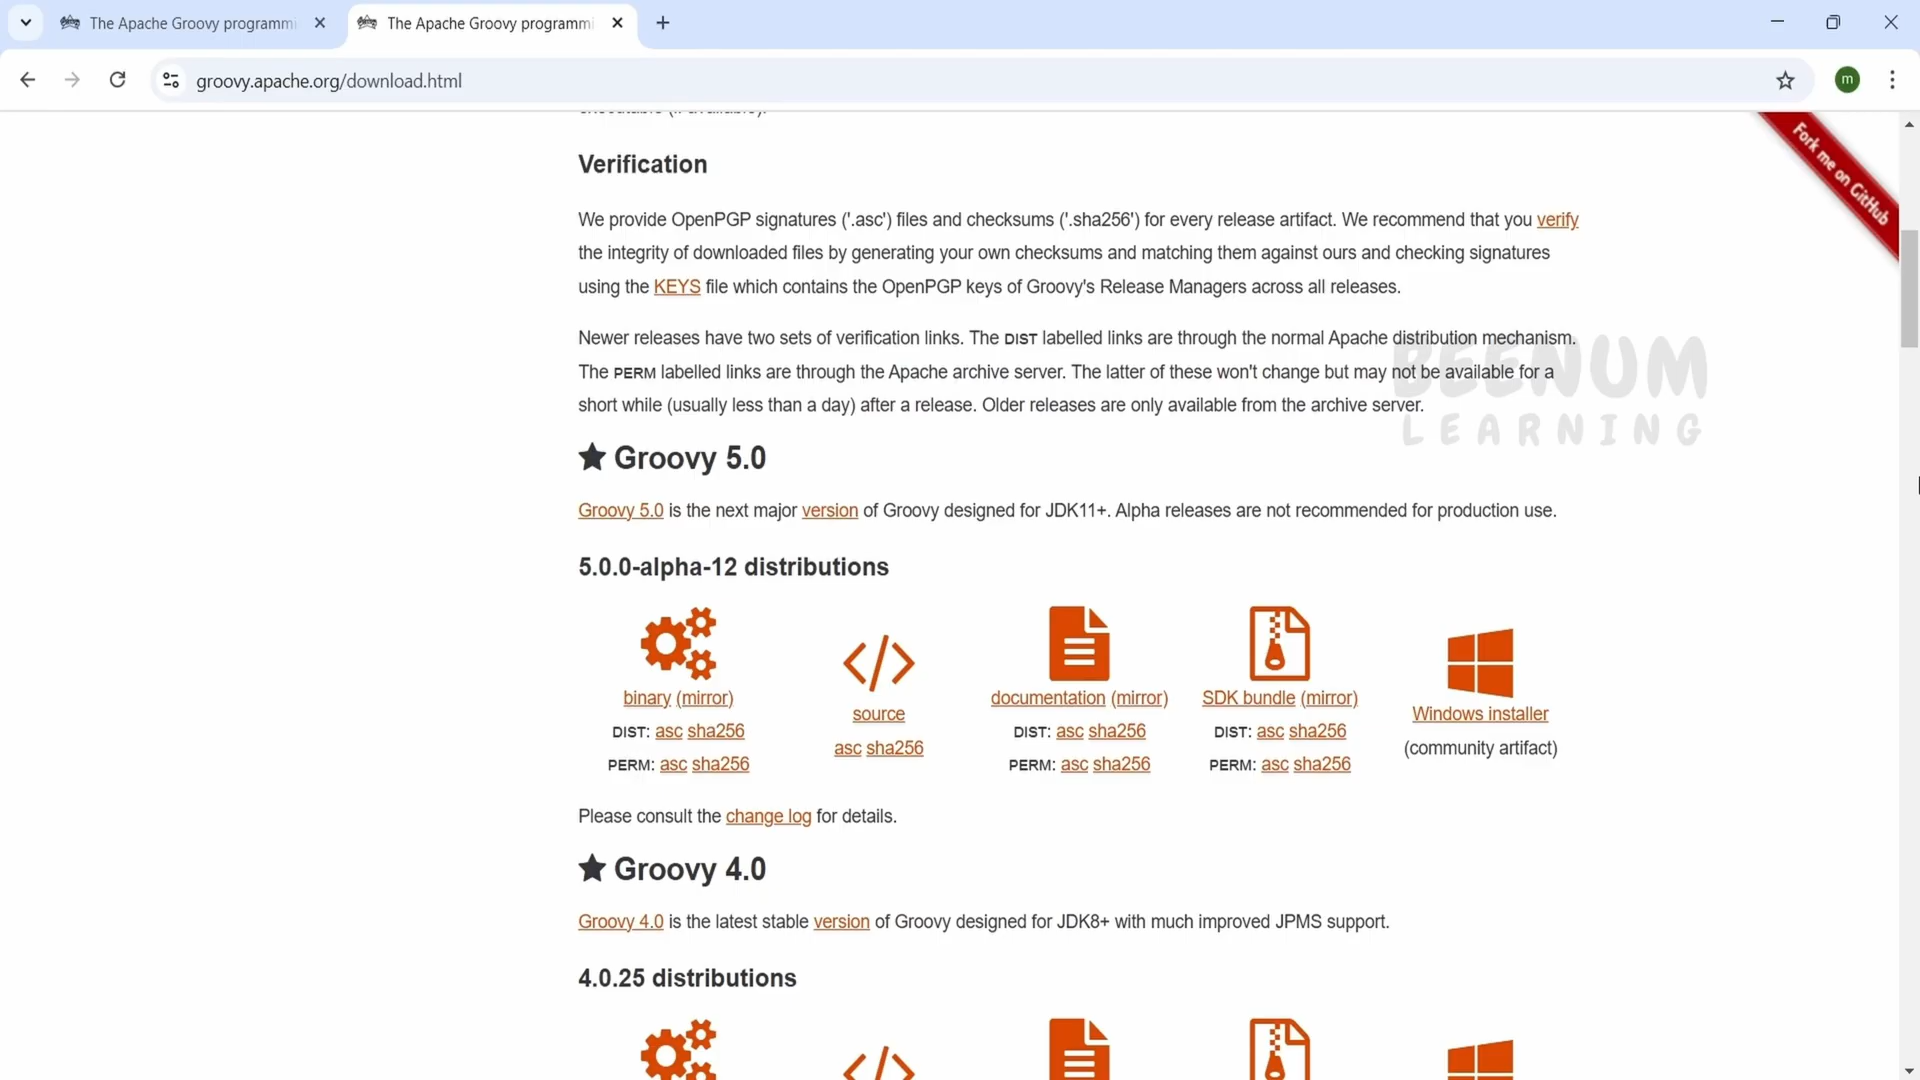 The Apache Groovy programmi
The Apache Groovy programmi
groovy.apache.org/download.html
m
Fork me on GitHub
Verification
We provide OpenPGP signatures ('.asc') files and checksums ('.sha256') for every release artifact. We recommend that you verify
the integrity of downloaded files by generating your own checksums and matching them against ours and checking signatures
using the KEYS file which contains the OpenPGP keys of Groovy's Release Managers across all releases.
Newer releases have two sets of verification links. The DIST labelled links are through the normal Apache distribution mechanism.
The PERM labelled links are through the Apache archive server. The latter of these won't change but may not be available for a
short while (usually less than a day) after a release. Older releases are only available from the archive server.
BEENUM
LEARNING
Groovy 5.0
Groovy 5.0 is the next major version of Groovy designed for JDK11+. Alpha releases are not recommended for production use.
5.0.0-alpha-12 distributions
binary (mirror)
DIST: asc sha256
PERM: asc sha256
source
asc sha256
documentation (mirror)
DIST: asc sha256
PERM: asc sha256
SDK bundle (mirror)
DIST: asc sha256
PERM: asc sha256
Windows installer
(community artifact)
Please consult the change log for details.
Groovy 4.0
Groovy 4.0 is the latest stable version of Groovy designed for JDK8+ with much improved JPMS support.
4.0.25 distributions